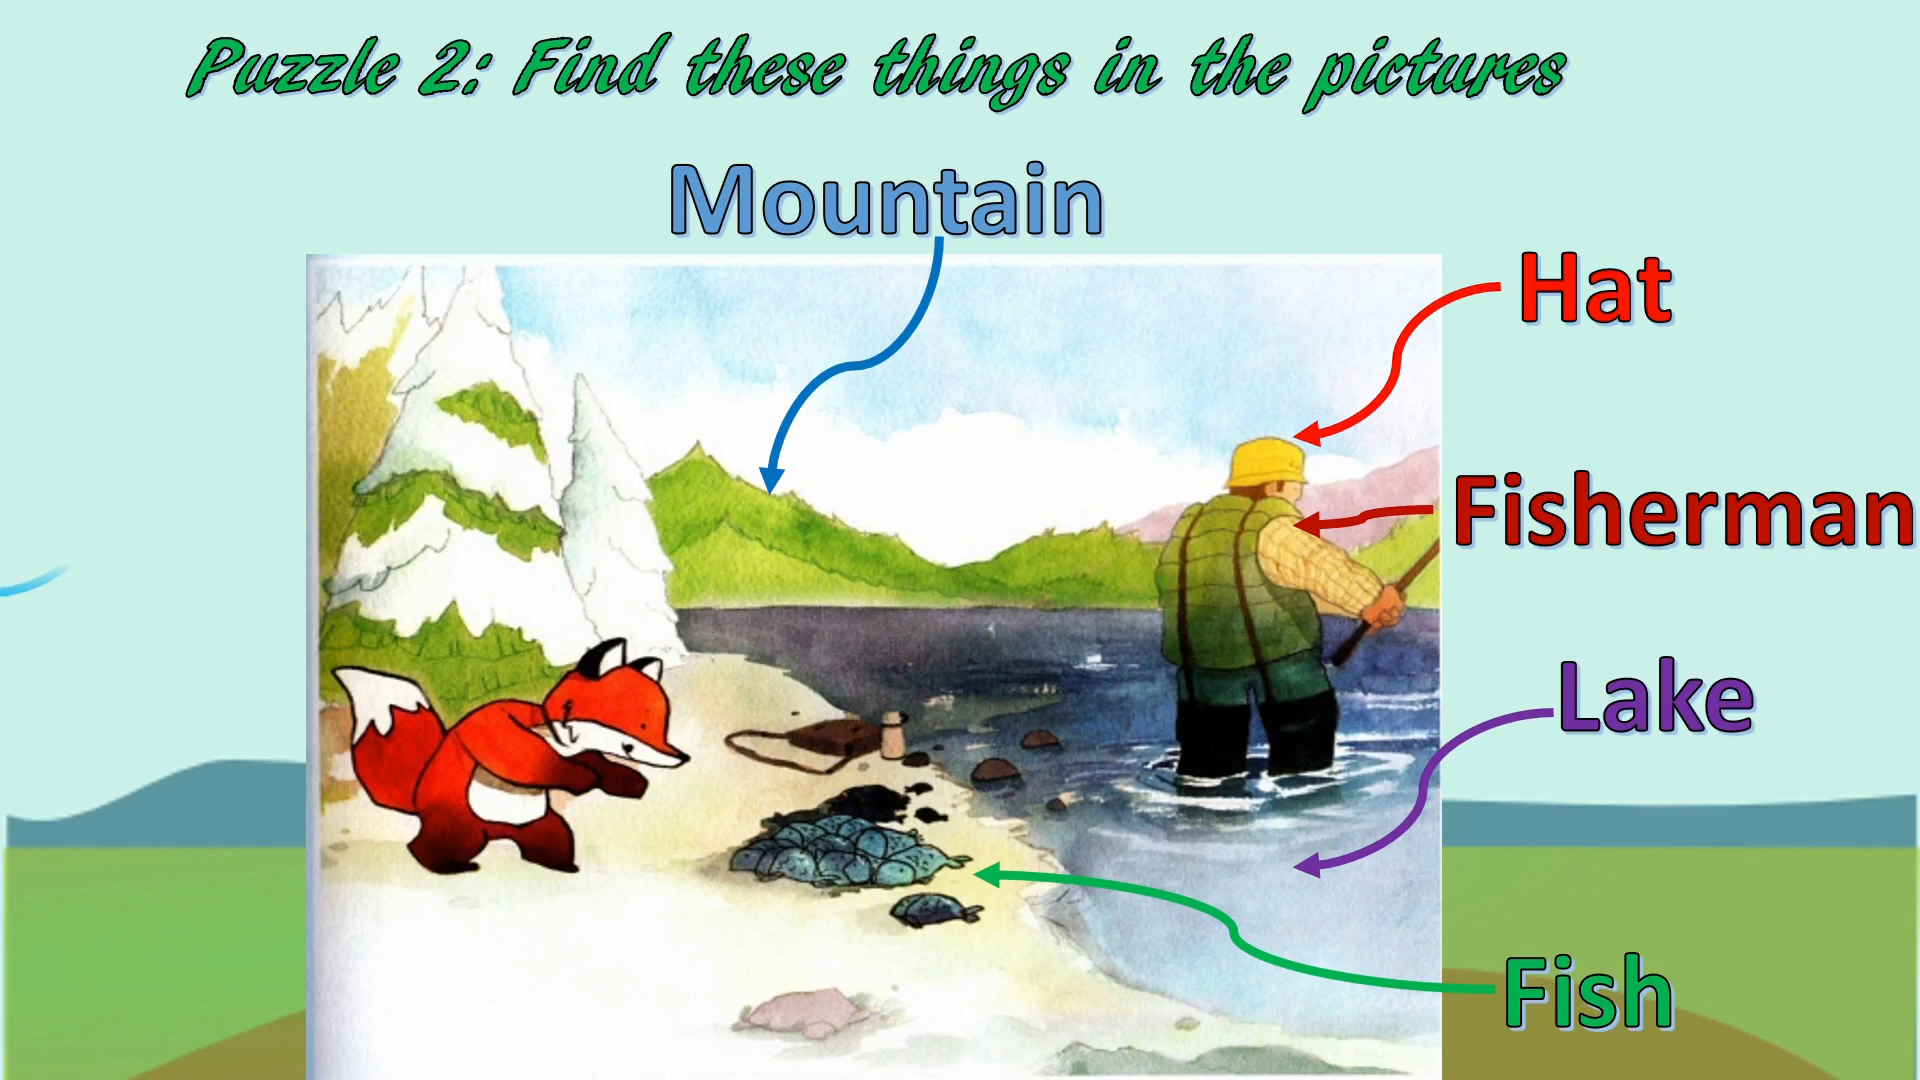 Puzzle 2: Find these things in the pictures
Mountain
Hat
Fisherman
Lake
Fish